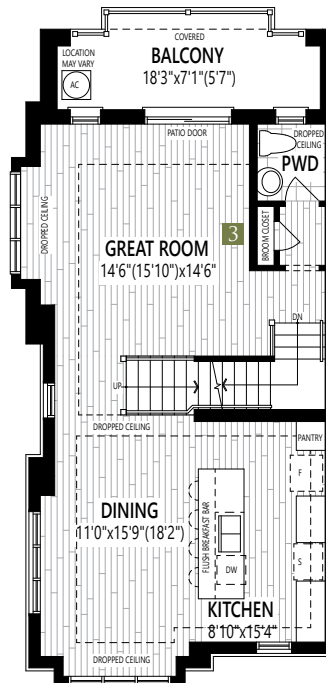 COVERED
LOCATION
MAY VARY
BALCONY
18'3"x7'1"(5'7")
AC
PATIO DOOR
DROPPED
CEILING
PWD
DROPPED CEILING
BROOM CLOSET
3
GREAT ROOM
14'6"(15'10")x14'6"
DN
UP
DROPPED CEILING
PANTRY
F
FLUSH BREAKFAST BAR
DINING
11'0"x15'9"(18'2")
S
DW
KITCHEN
8'10"x15'4"
DROPPED CEILING